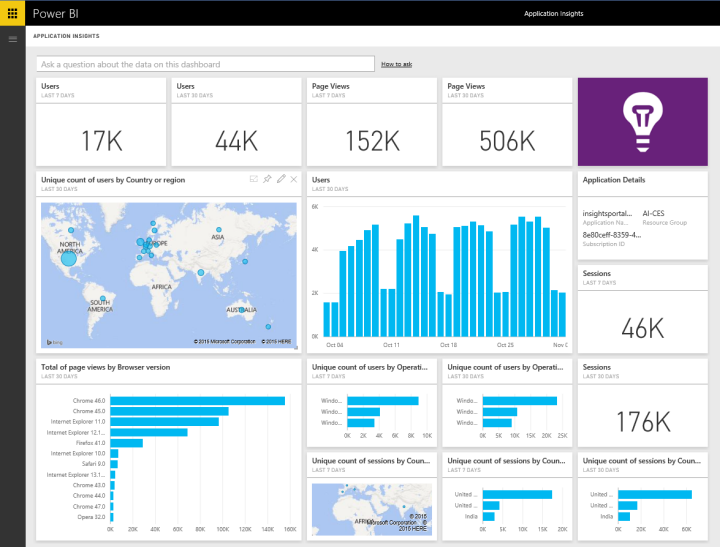 Power BI
Application Insights
APPLICATION INSIGHTS
Ask a question about the data on this dashboard
How to ask
Users
LAST 7 DAYS
17K
Users
LAST 30 DAYS
44K
Page Views
LAST 7 DAYS
152K
Page Views
LAST 30 DAYS
506K
Unique count of users by Country or region
LAST 30 DAYS
NORTH
AMERICA
EUROPE
ASIA
AFRICA
SOUTH
AMERICA
AUSTRALIA
bing
© 2015 Microsoft Corporation © 2015 HERE
Users
LAST 30 DAYS
6K
4K
2K
0K
Oct 04 Oct 11 Oct 18 Oct 25 Nov 0
Application Details
insightsportal... AI-CES
Application Na... Resource Group
8e80ceff-8359-4...
Subscription ID
Sessions
LAST 7 DAYS
46K
Total of page views by Browser version
LAST 30 DAYS
Chrome 46.0
Chrome 45.0
Internet Explorer 11.0
Internet Explorer 12.1...
Firefox 41.0
Internet Explorer 10.0
Safari 9.0
Internet Explorer 13.1...
Chrome 43.0
Chrome 44.0
Chrome 47.0
Opera 32.0
0K 20K 40K 60K 80K 100K 120K 140K 160K
Unique count of users by Operati...
LAST 7 DAYS
Windo...
Windo...
Windo...
0K 2K 4K 6K 8K 10K
Unique count of users by Operati...
LAST 30 DAYS
Windo...
Windo...
Windo...
0K 5K 10K 15K 20K 25K
Sessions
LAST 30 DAYS
176K
Unique count of sessions by Coun...
LAST 7 DAYS
AFRICA
© 2015
Microsoft Corporation ©
2015 HERE
Unique count of sessions by Coun...
LAST 7 DAYS
United ...
United ...
India
0K 5K 10K 15K 20K
Unique count of sessions by Coun...
LAST 30 DAYS
United ...
United ...
India
0K 20K 40K 60K